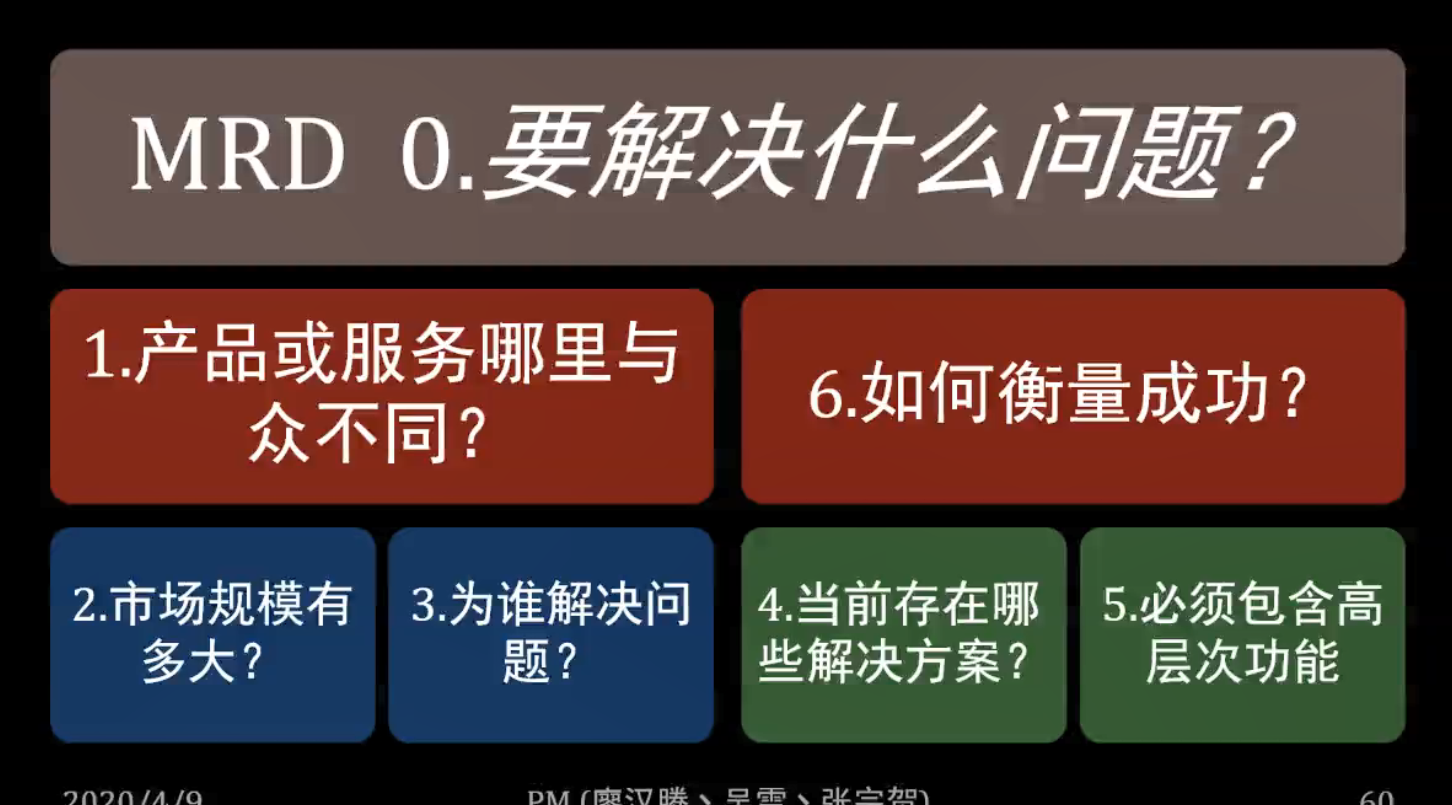 MRD 0.要解决什么问题？
1.产品或服务哪里与
众不同？
6.如何衡量成功？
2.市场规模有
多大？
3.为谁解决问
题？
4.当前存在哪
些解决方案？
5.必须包含高
层次功能
2020/4/9
PM (廖汉腾、吴雪、张宗贺)
60